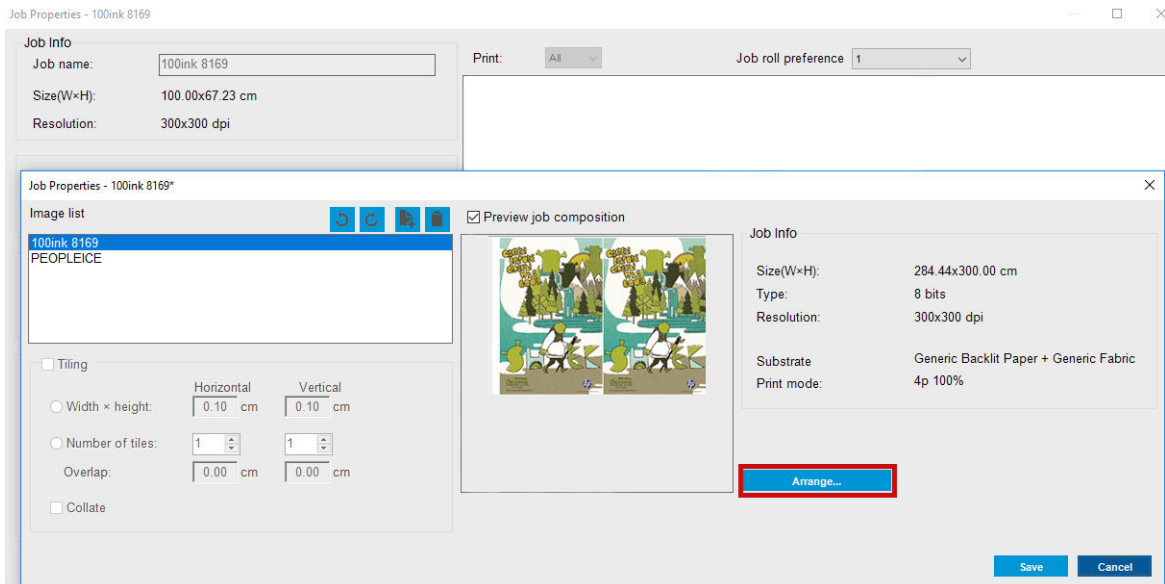 Job Properties - 100ink 8169
Job Info
Job name: 100ink 8169
Size(W×H): 100.00x67.23 cm
Resolution: 300x300 dpi
Print: All
Job roll preference 1
Job Properties - 100ink 8169*
Image list
100ink 8169
PEOPLEICE
Preview job composition
Job Info
Size(W×H): 284.44x300.00 cm
Type: 8 bits
Resolution: 300x300 dpi
Substrate Generic Backlit Paper + Generic Fabric
Print mode: 4p 100%
Tiling
Horizontal Vertical
Width × height: 0.10 cm 0.10 cm
Number of tiles: 1 1
Overlap: 0.00 cm 0.00 cm
Collate
Arrange...
Save Cancel